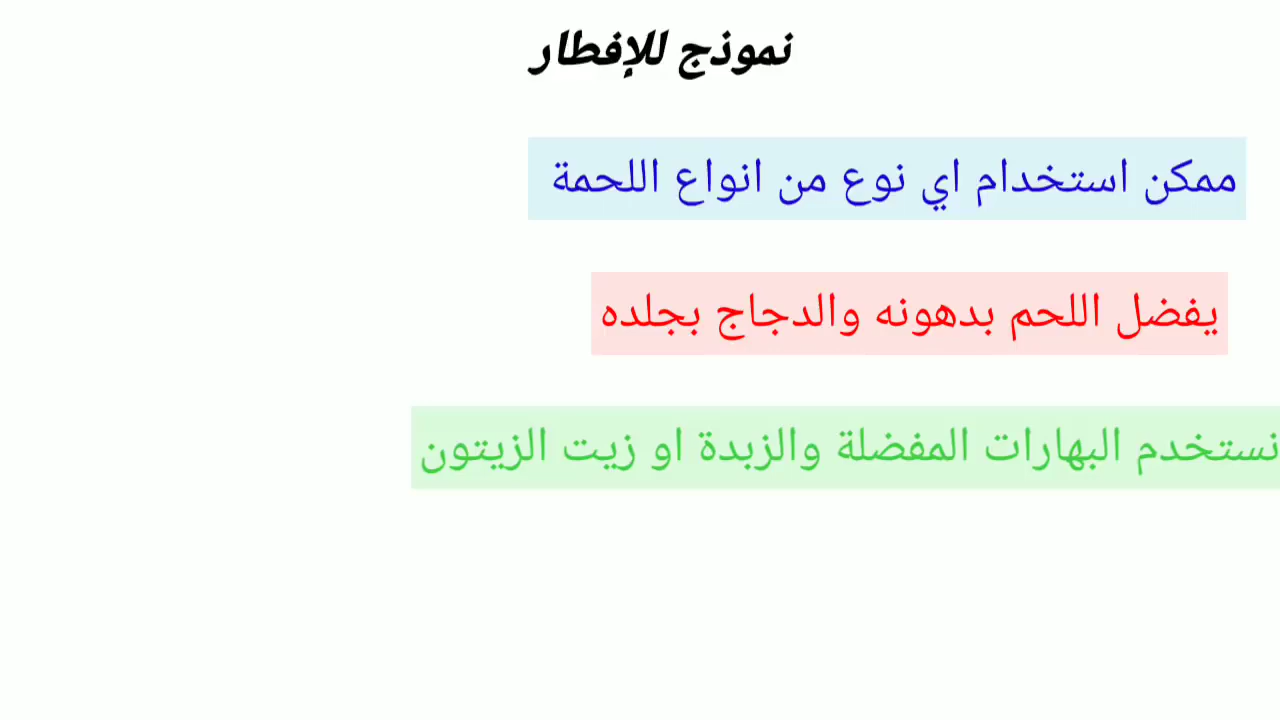 نموذج للإفطار
ممكن استخدام اي نوع من انواع اللحمة
يفضل اللحم بدهونه والدجاج بجلده
نستخدم البهارات المفضلة والزبدة او زيت الزيتون